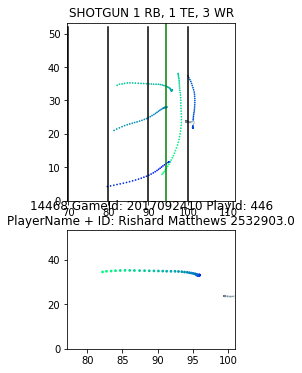 SHOTGUN 1 RB, 1 TE, 3 WR
50
40
30
20
10
0
70 80 90 100 110
14468 GameId: 2017092410 PlayId: 446
PlayerName + ID: Rishard Matthews 2532903.0
40
20
0
80 85 90 95 100